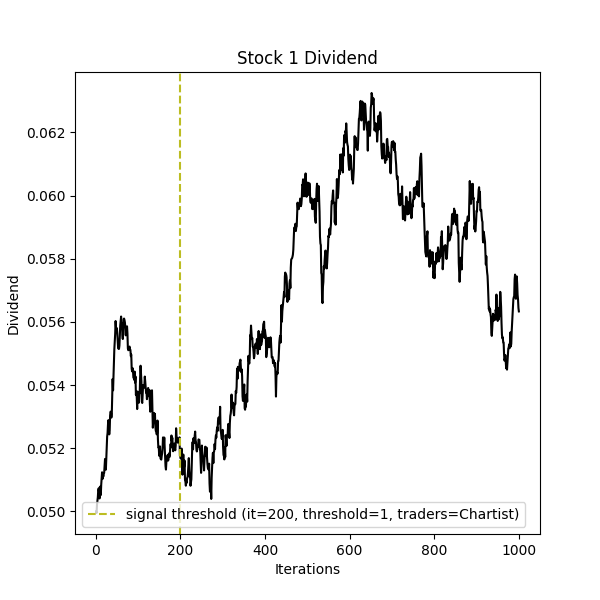 Stock 1 Dividend
Dividend
0.062
0.060
0.058
0.056
0.054
0.052
0.050
signal threshold (it=200, threshold=1, traders=Chartist)
0 200 400 600 800 1000
Iterations